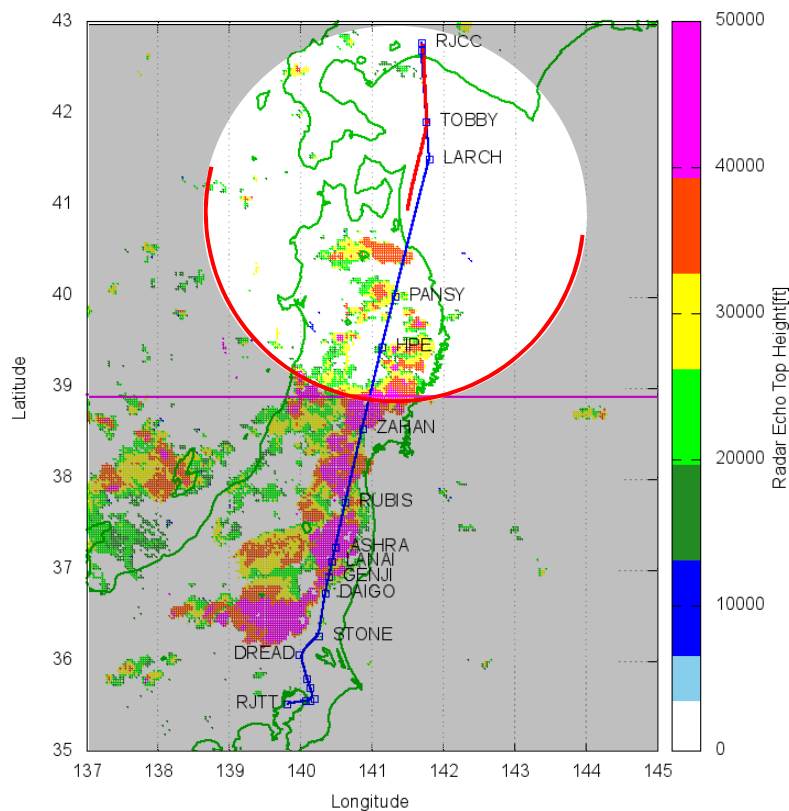 43
42
41
40
39
38
37
36
35
Latitude
137
138
139
140
141
142
143
144
145
Longitude
RJCC
TOBBY
LARCH
PANSY
HPE
ZAHAN
RUBIS
ASHRA
LANAI
GENJI
DAIGO
STONE
DREAD
RJTT
50000
40000
30000
20000
10000
0
Radar Echo Top Height[ft]